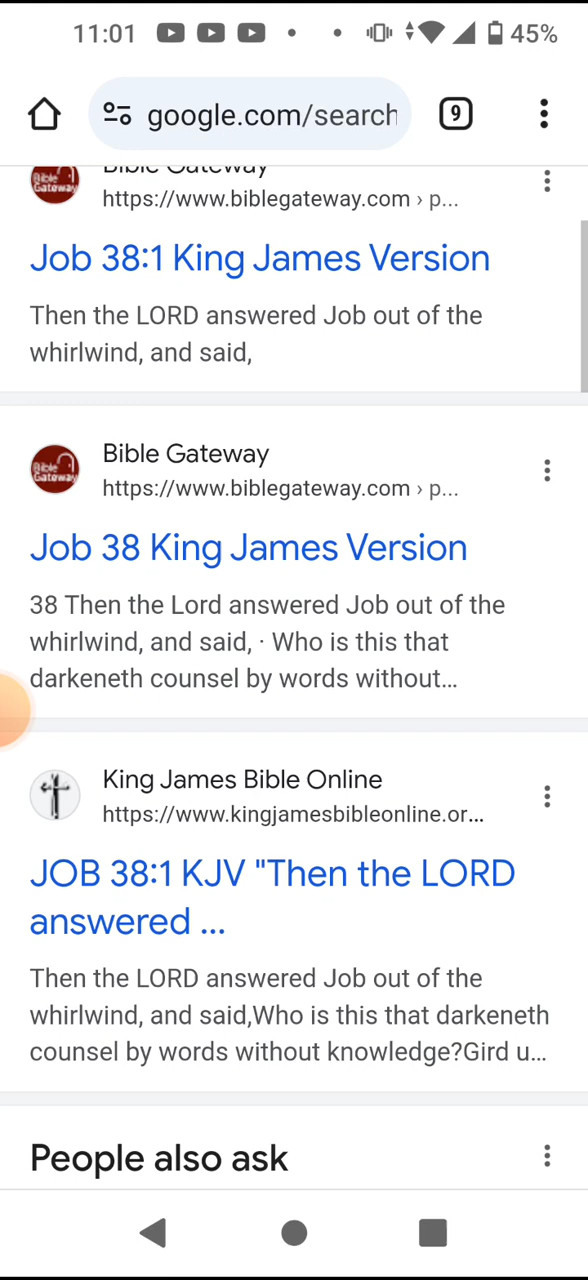 11:01 45%
google.com/search 9
Bible Gateway
https://www.biblegateway.com › p...
Job 38:1 King James Version
Then the LORD answered Job out of the
whirlwind, and said,
Bible Gateway
Bible Gateway
https://www.biblegateway.com › p...
Job 38 King James Version
38 Then the Lord answered Job out of the
whirlwind, and said, · Who is this that
darkeneth counsel by words without...
King James Bible Online
https://www.kingjamesbibleonline.or...
JOB 38:1 KJV "Then the LORD
answered ...
Then the LORD answered Job out of the
whirlwind, and said,Who is this that darkeneth
counsel by words without knowledge?Gird u...
People also ask